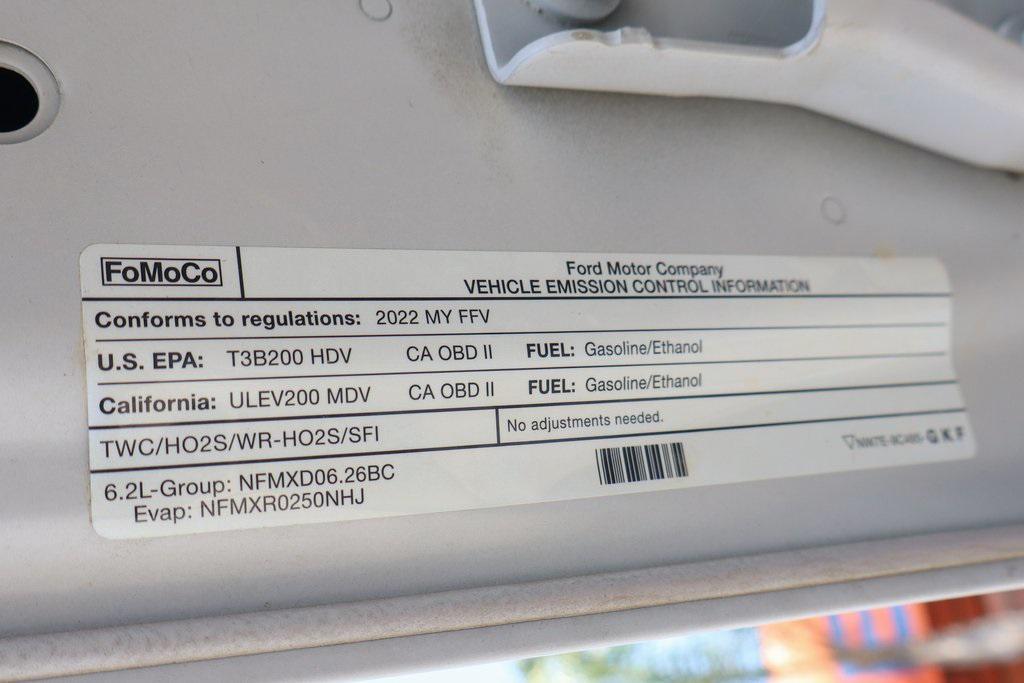 FoMoCo
Ford Motor Company
VEHICLE EMISSION CONTROL INFORMATION
Conforms to regulations: 2022 MY FFV
U.S. EPA: T3B200 HDV CA OBD II FUEL: Gasoline/Ethanol
California: ULEV200 MDV CA OBD II FUEL: Gasoline/Ethanol
TWC/HO2S/WR-HO2S/SFI
No adjustments needed.
6.2L-Group: NFMXD06.26BC
Evap: NFMXR0250NHJ
GKF